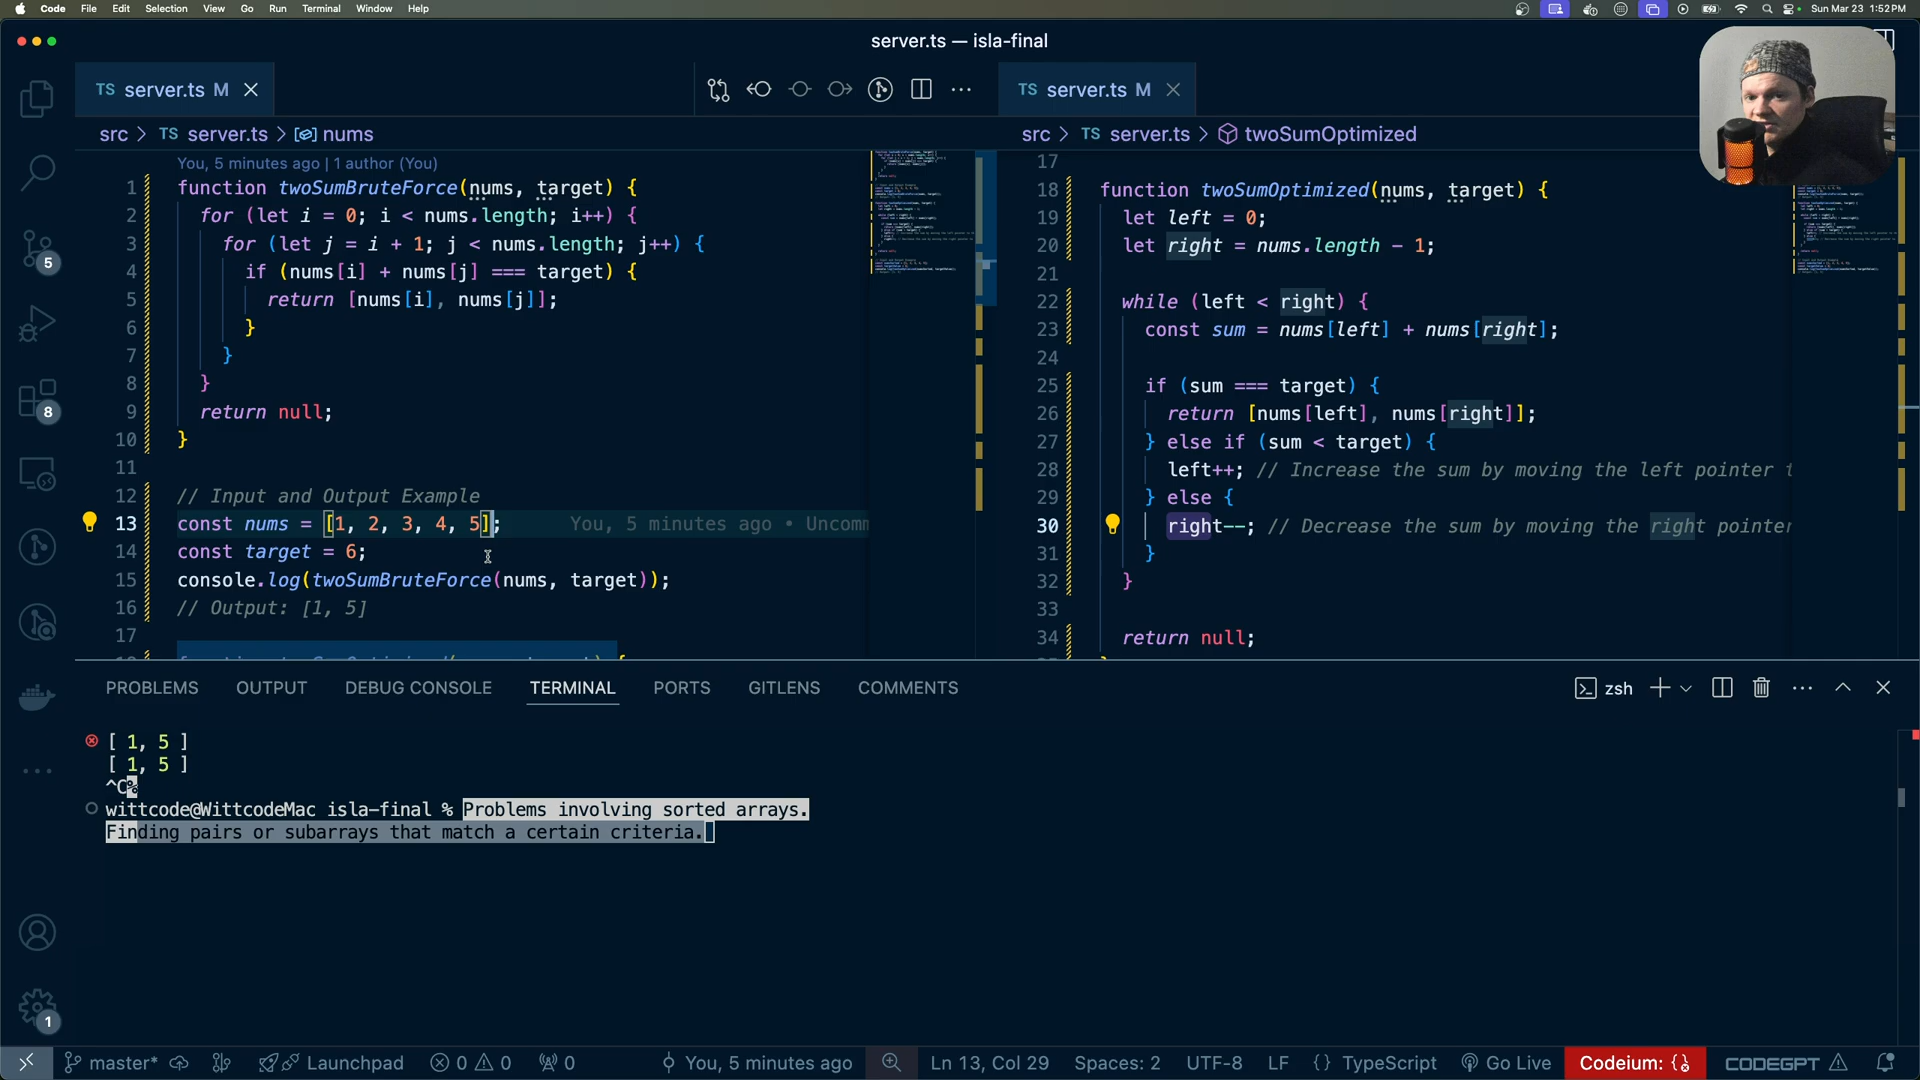 Code File Edit Selection View Go Run Terminal Window Help Sun Mar 23 1:52 PM
server.ts — isla-final
TS server.ts M
src > TS server.ts > nums
You, 5 minutes ago | 1 author (You)
1 function twoSumBruteForce(nums, target) {
2 for (let i = 0; i < nums.length; i++) {
3 for (let j = i + 1; j < nums.length; j++) {
4 if (nums[i] + nums[j] === target) {
5 return [nums[i], nums[j]];
6 }
7 }
8 }
9 return null;
10 }
11
12 // Input and Output Example
13 const nums = [1, 2, 3, 4, 5]; You, 5 minutes ago • Uncomm
14 const target = 6;
15 console.log(twoSumBruteForce(nums, target));
16 // Output: [1, 5]
17
TS server.ts M
src > TS server.ts > twoSumOptimized
17
18 function twoSumOptimized(nums, target) {
19 let left = 0;
20 let right = nums.length - 1;
21
22 while (left < right) {
23 const sum = nums[left] + nums[right];
24
25 if (sum === target) {
26 return [nums[left], nums[right]];
27 } else if (sum < target) {
28 left++; // Increase the sum by moving the left pointer t
29 } else {
30 right--; // Decrease the sum by moving the right pointer
31 }
32 }
33
34 return null;
5
8
1
PROBLEMS OUTPUT DEBUG CONSOLE TERMINAL PORTS GITLENS COMMENTS zsh
[ 1, 5 ]
[ 1, 5 ]
^C%
wittcode@WittcodeMac isla-final % Problems involving sorted arrays.
Finding pairs or subarrays that match a certain criteria.
master* Launchpad 0 0 0 You, 5 minutes ago Ln 13, Col 29 Spaces: 2 UTF-8 LF {} TypeScript Go Live Codeium: {} CODEGPT